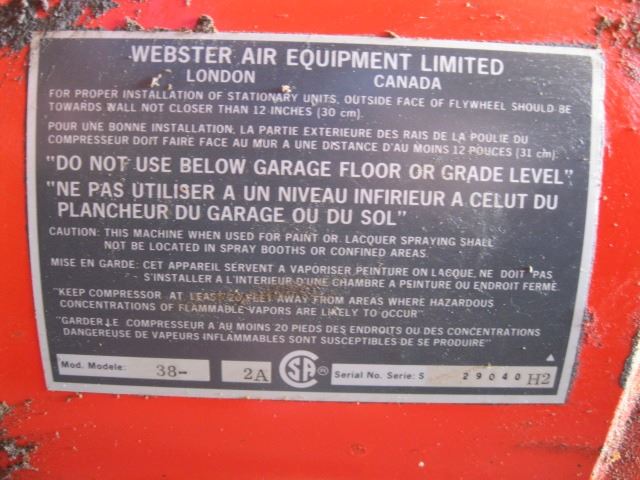 WEBSTER AIR EQUIPMENT LIMITED
LONDON CANADA
FOR PROPER INSTALLATION OF STATIONARY UNITS, OUTSIDE FACE OF FLYWHEEL SHOULD BE
TOWARDS WALL NOT CLOSER THAN 12 INCHES (30 cm).
POUR UNE BONNE INSTALLATION, LA PARTIE EXTERIEURE DES RAIS DE LA POULIE DU
COMPRESSEUR DOIT FAIRE FACE AU MUR A UNE DISTANCE D'AU MOINS 12 POUCES (31 cm).
"DO NOT USE BELOW GARAGE FLOOR OR GRADE LEVEL"
"NE PAS UTILISER A UN NIVEAU INFIRIEUR A CELUT DU
PLANCHEUR DU GARAGE OU DU SOL"
CAUTION: THIS MACHINE WHEN USED FOR PAINT OR LACQUER SPRAYING SHALL
NOT BE LOCATED IN SPRAY BOOTHS OR CONFINED AREAS.
MISE EN GARDE: CET APPAREIL SERVENT A VAPORISER PEINTURE ON LAQUE, NE DOIT PAS
S'INSTALLER A L'INTERIEUR D'UNE CHAMBRE A PEINTURE OU ENDROIT FERME
"KEEP COMPRESSOR AT LEAST 20 FEET AWAY FROM AREAS WHERE HAZARDOUS
CONCENTRATIONS OF FLAMMABLE VAPORS ARE LIKELY TO OCCUR"
"GARDER LE COMPRESSEUR A AU MOINS 20 PIEDS DES ENDROITS OU DES CONCENTRATIONS
DANGEREUSE DE VAPEURS INFLAMMABLES SONT SUSCEPTIBLES DE SE PRODUIRE"
Mod. Modele: 38- 2A CSA ® Serial No. Serie: S 29040 H2